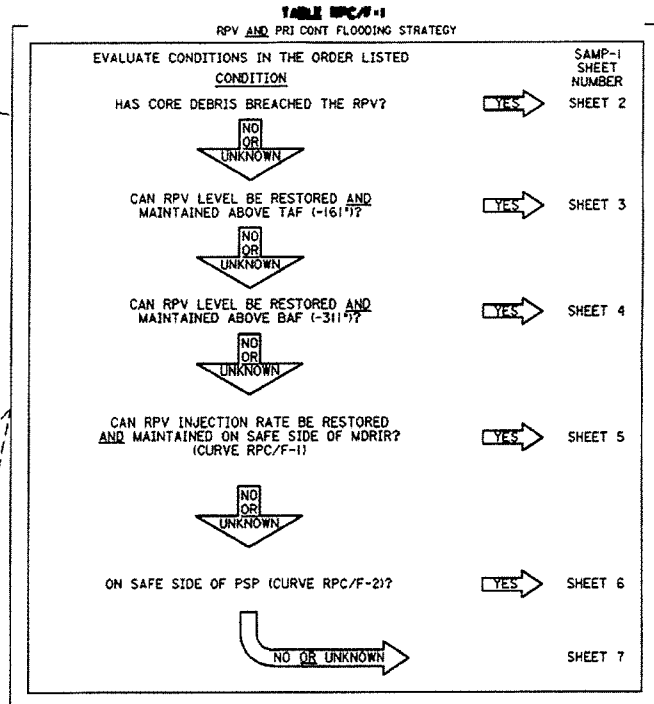 TABLE RPC/F-1
RPV AND PRI CONT FLOODING STRATEGY
EVALUATE CONDITIONS IN THE ORDER LISTED
CONDITION
SAMP-1
SHEET
NUMBER
HAS CORE DEBRIS BREACHED THE RPV?
YES
SHEET 2
NO
OR
UNKNOWN
CAN RPV LEVEL BE RESTORED AND
MAINTAINED ABOVE TAF (-161")?
YES
SHEET 3
NO
OR
UNKNOWN
CAN RPV LEVEL BE RESTORED AND
MAINTAINED ABOVE BAF (-311")?
YES
SHEET 4
NO
OR
UNKNOWN
CAN RPV INJECTION RATE BE RESTORED
AND MAINTAINED ON SAFE SIDE OF MDRIR?
(CURVE RPC/F-1)
YES
SHEET 5
NO
OR
UNKNOWN
ON SAFE SIDE OF PSP (CURVE RPC/F-2)?
YES
SHEET 6
NO OR UNKNOWN
SHEET 7